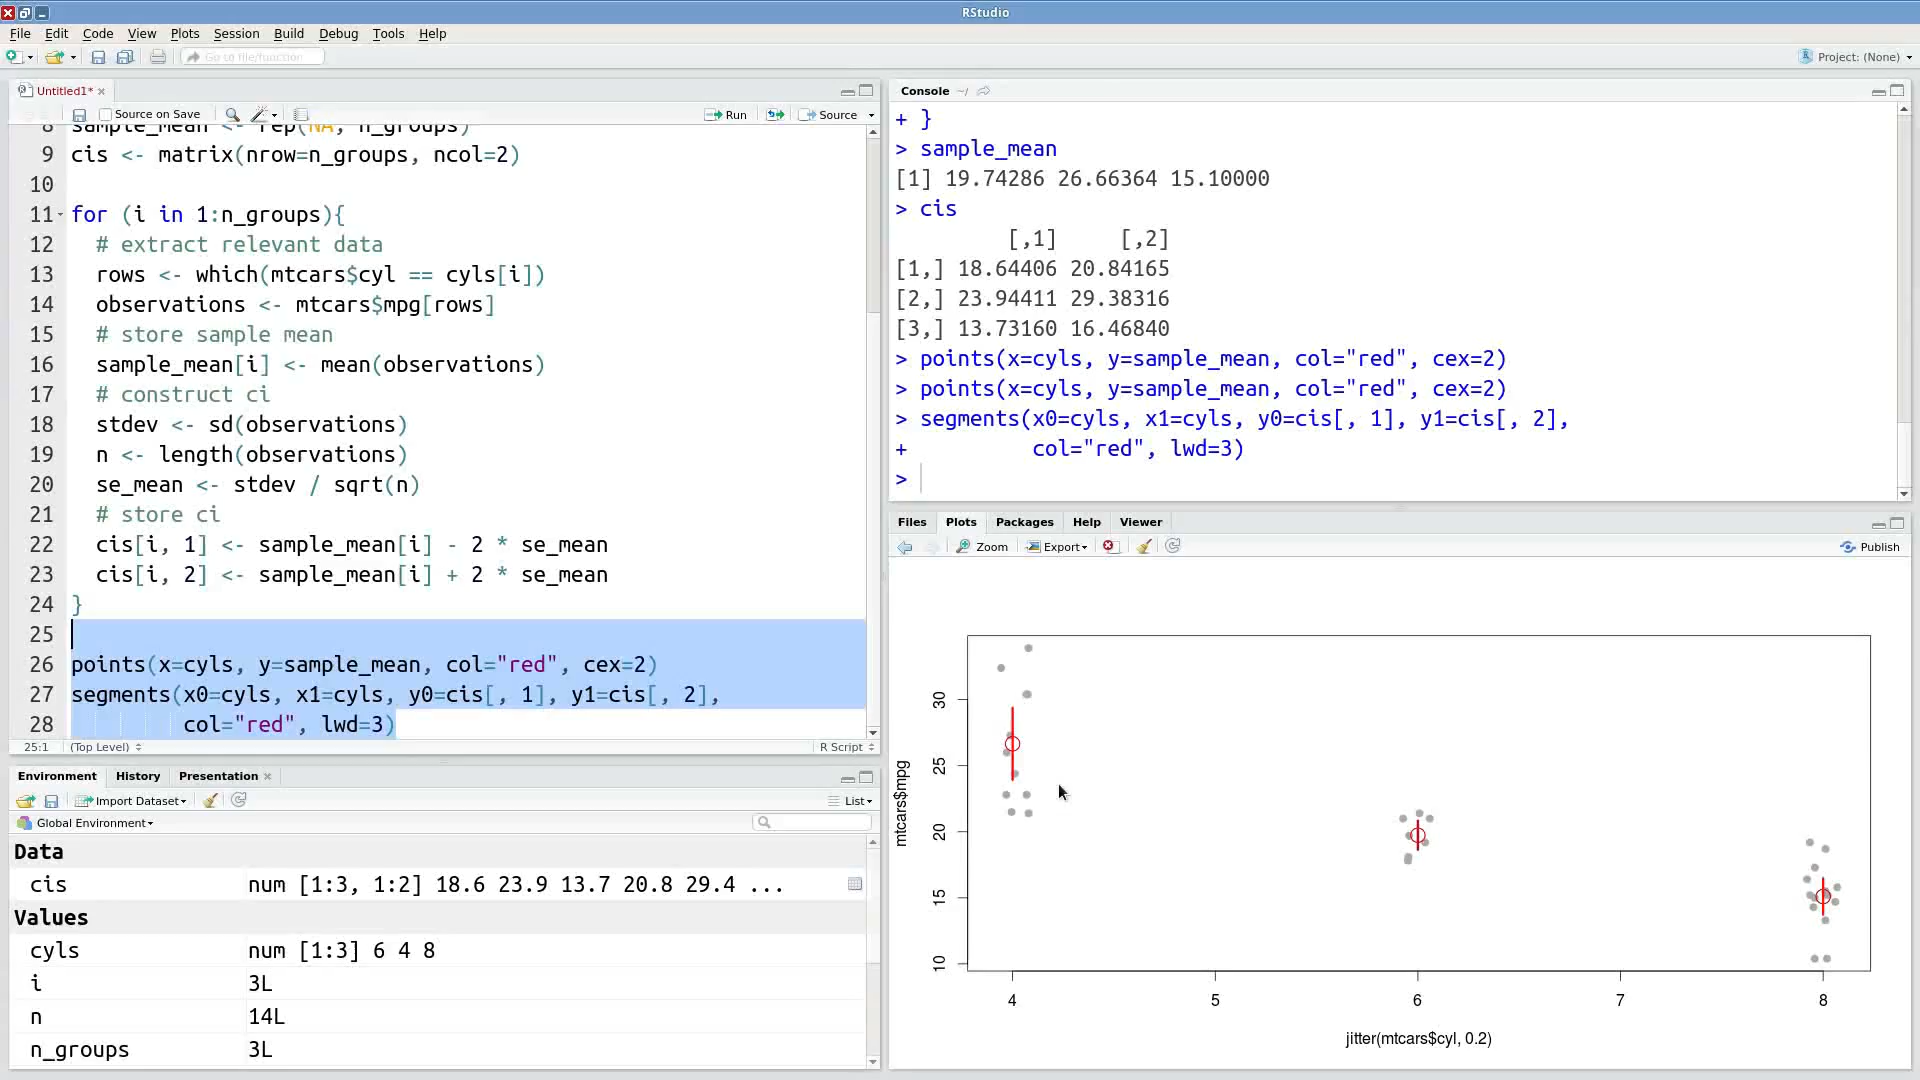 RStudio
File Edit Code View Plots Session Build Debug Tools Help
Go to file/function
Project: (None)
Untitled1*
Source on Save
Run
Source
8 sample_mean <- rep(NA, n_groups)
9 cis <- matrix(nrow=n_groups, ncol=2)
10
11 for (i in 1:n_groups){
12 # extract relevant data
13 rows <- which(mtcars$cyl == cyls[i])
14 observations <- mtcars$mpg[rows]
15 # store sample mean
16 sample_mean[i] <- mean(observations)
17 # construct ci
18 stdev <- sd(observations)
19 n <- length(observations)
20 se_mean <- stdev / sqrt(n)
21 # store ci
22 cis[i, 1] <- sample_mean[i] - 2 * se_mean
23 cis[i, 2] <- sample_mean[i] + 2 * se_mean
24 }
25
26 points(x=cyls, y=sample_mean, col="red", cex=2)
27 segments(x0=cyls, x1=cyls, y0=cis[, 1], y1=cis[, 2],
28 col="red", lwd=3)
25:1 (Top Level) R Script
Environment History Presentation
Import Dataset List
Global Environment
Data
cis num [1:3, 1:2] 18.6 23.9 13.7 20.8 29.4 ...
Values
cyls num [1:3] 6 4 8
i 3L
n 14L
n_groups 3L
Console ~/
+ }
> sample_mean
[1] 19.74286 26.66364 15.10000
> cis
[,1] [,2]
[1,] 18.64406 20.84165
[2,] 23.94411 29.38316
[3,] 13.73160 16.46840
> points(x=cyls, y=sample_mean, col="red", cex=2)
> points(x=cyls, y=sample_mean, col="red", cex=2)
> segments(x0=cyls, x1=cyls, y0=cis[, 1], y1=cis[, 2],
+ col="red", lwd=3)
>
Files Plots Packages Help Viewer
Zoom Export Publish
mtcars$mpg
30
25
20
15
10
4 5 6 7 8
jitter(mtcars$cyl, 0.2)